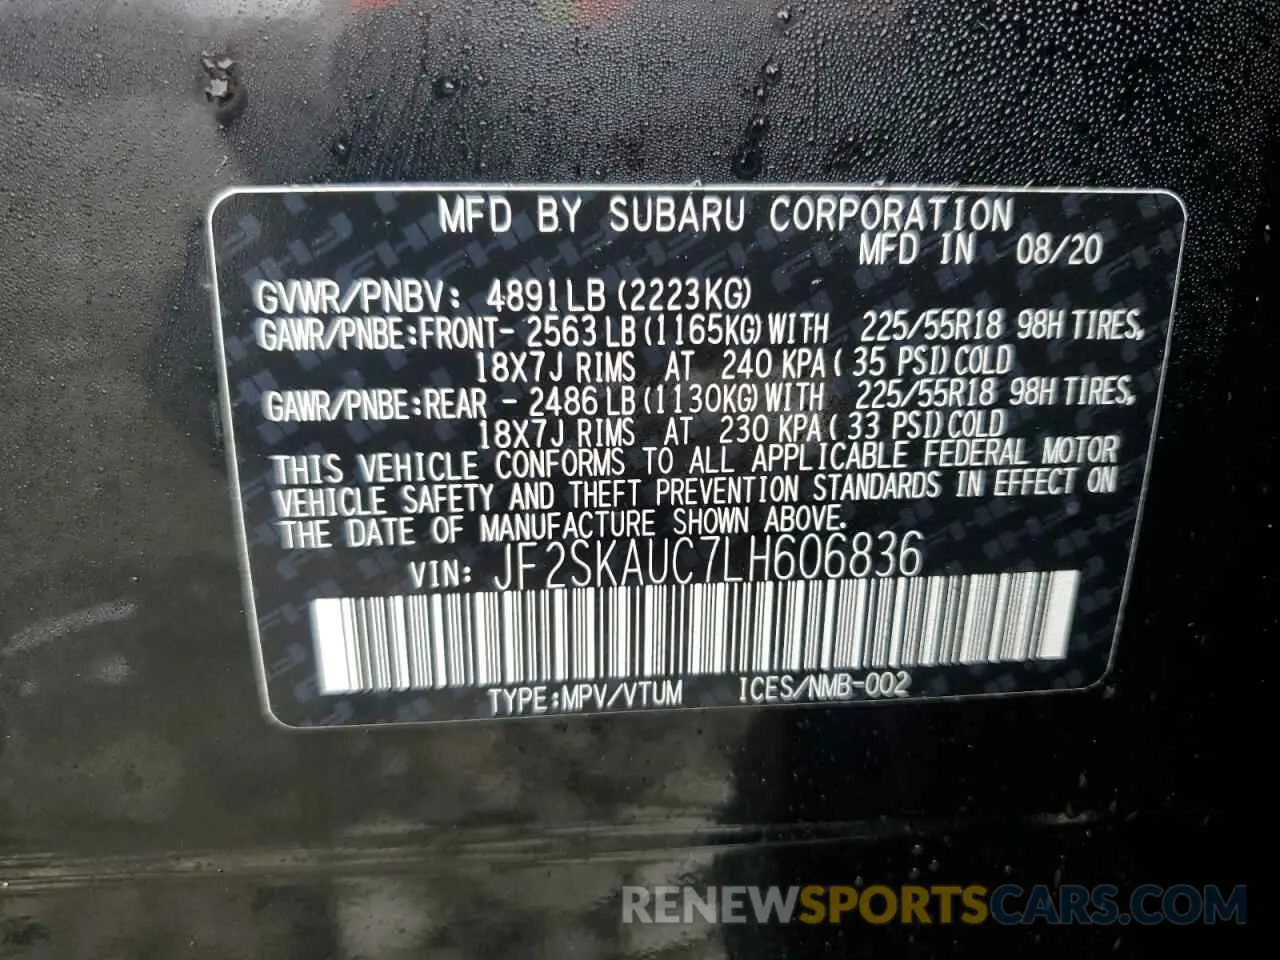 MFD BY SUBARU CORPORATION
MFD IN 08/20
GVWR/PNBV: 4891LB (2223KG)
GAWR/PNBE:FRONT- 2563 LB (1165KG) WITH 225/55R18 98H TIRES,
18X7J RIMS AT 240 KPA ( 35 PSI) COLD
GAWR/PNBE:REAR - 2486 LB (1130KG) WITH 225/55R18 98H TIRES,
18X7J RIMS AT 230 KPA ( 33 PSI) COLD
THIS VEHICLE CONFORMS TO ALL APPLICABLE FEDERAL MOTOR
VEHICLE SAFETY AND THEFT PREVENTION STANDARDS IN EFFECT ON
THE DATE OF MANUFACTURE SHOWN ABOVE.
VIN: JF2SKAUC7LH606836
TYPE:MPV/VTUM ICES/NMB-002
RENEWSPORTSCARS.COM